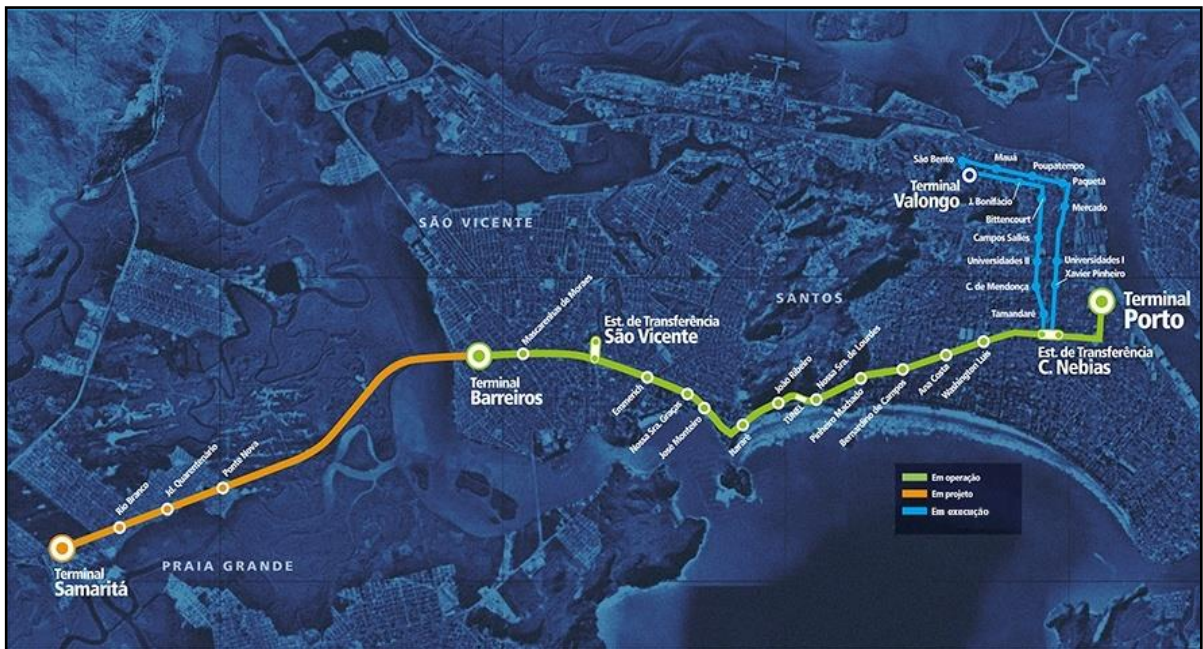 São Bento
Mauá
Poupatempo
Paquetá
Terminal
Valongo
J. Bonifácio
Mercado
Bittencourt
Campos Salles
Universidades II
Universidades I
Xavier Pinheiro
C. de Mendonça
Tamandaré
SÃO VICENTE
SANTOS
Terminal
Porto
Est. de Transferência
C. Nébias
Mascarenhas de Moraes
Est. de Transferência
São Vicente
Terminal
Barreiros
Emmerich
Nossa Sra. Graças
José Monteiro
Itararé
João Ribeiro
TÚNEL
Nossa Sra. de Lourdes
Pinheiro Machado
Bernardino de Campos
Ana Costa
Washington Luís
Rio Branco
Jd. Quarentenário
Ponte Nova
Terminal
Samaritá
PRAIA GRANDE
Em operação
Em projeto
Em execução